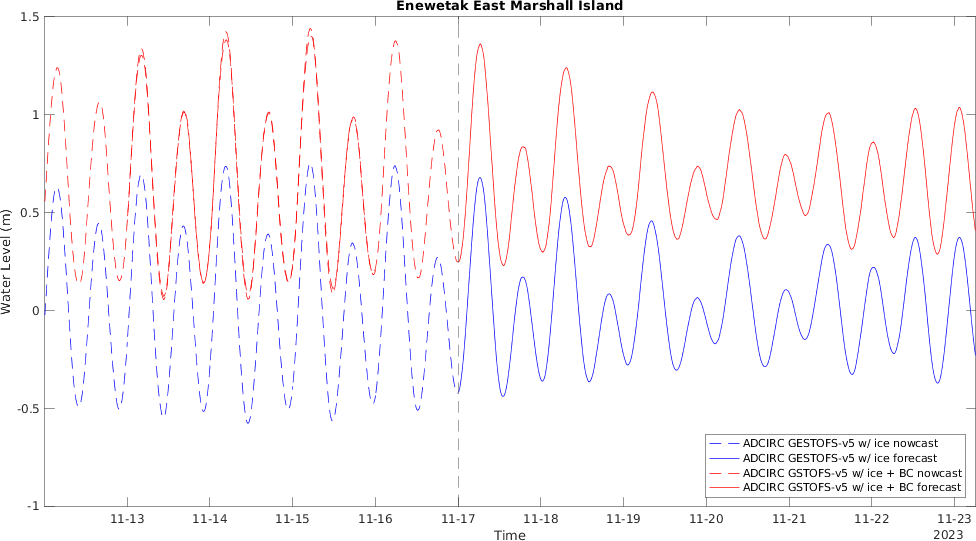 Enewetak East Marshall Island
1.5
1
0.5
0
-0.5
-1
Water Level (m)
ADCIRC GESTOFS-v5 w/ ice nowcast
ADCIRC GESTOFS-v5 w/ ice forecast
ADCIRC GSTOFS-v5 w/ ice + BC nowcast
ADCIRC GSTOFS-v5 w/ ice + BC forecast
11-13 11-14 11-15 11-16 11-17 11-18 11-19 11-20 11-21 11-22 11-23
Time 2023